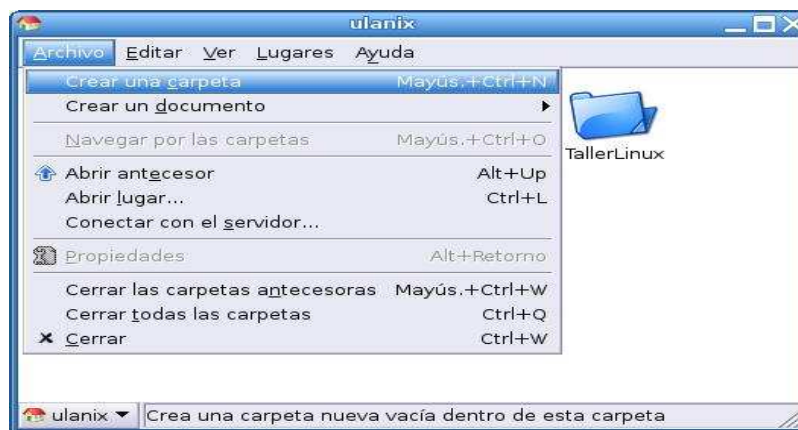 ulanix
Archivo Editar Ver Lugares Ayuda
Crear una carpeta Mayús.+Ctrl+N
Crear un documento
Navegar por las carpetas Mayús.+Ctrl+O
Abrir antecesor Alt+Up
Abrir lugar... Ctrl+L
Conectar con el servidor...
Propiedades Alt+Retorno
Cerrar las carpetas antecesoras Mayús.+Ctrl+W
Cerrar todas las carpetas Ctrl+Q
Cerrar Ctrl+W
TallerLinux
ulanix Crea una carpeta nueva vacía dentro de esta carpeta